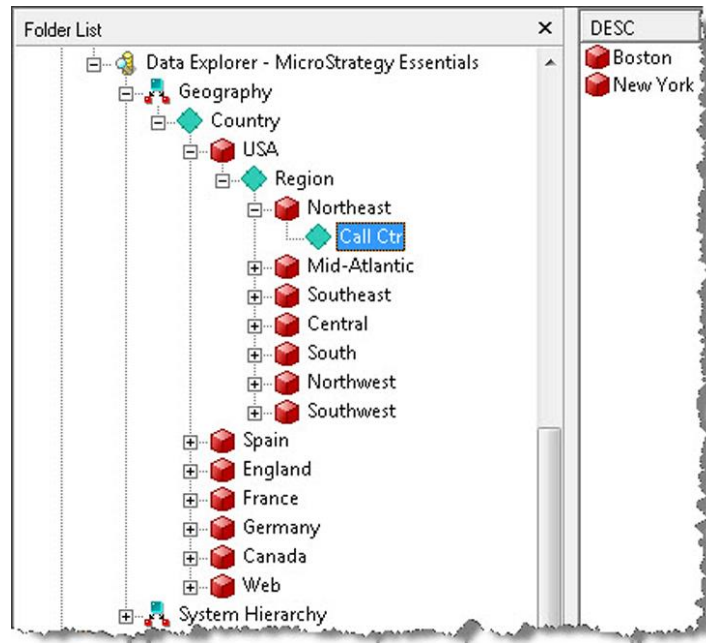 Folder List
Data Explorer - MicroStrategy Essentials
Geography
Country
USA
Region
Northeast
Call Ctr
Mid-Atlantic
Southeast
Central
South
Northwest
Southwest
Spain
England
France
Germany
Canada
Web
System Hierarchy
DESC
Boston
New York